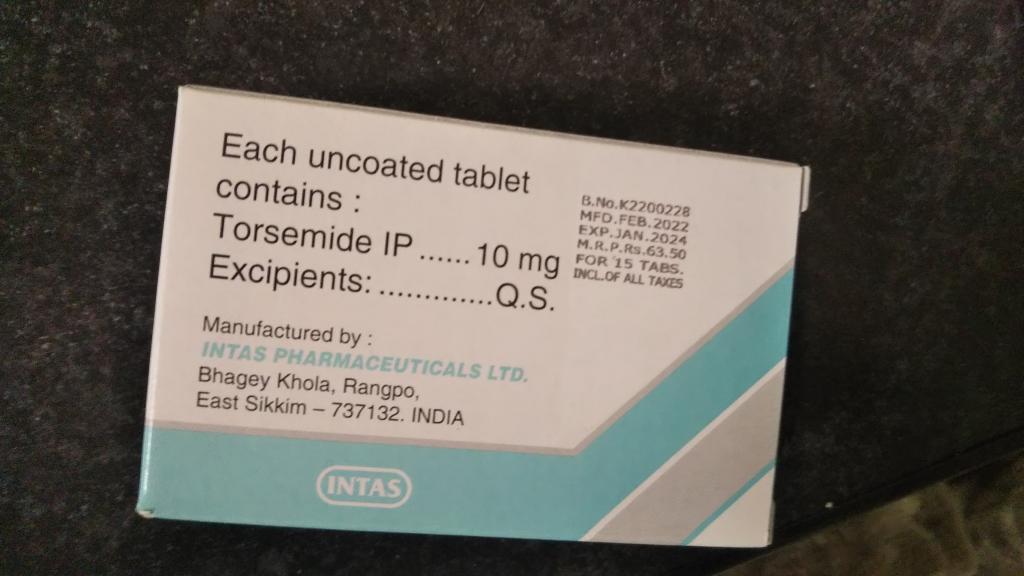 Each uncoated tablet
contains :
Torsemide IP ...... 10 mg
Excipients: .............Q.S.
B.No.K2200228
MFD.FEB.2022
EXP.JAN.2024
M.R.P.Rs.63.50
FOR 15 TABS.
INCL.OF ALL TAXES
Manufactured by :
INTAS PHARMACEUTICALS LTD.
Bhagey Khola, Rangpo,
East Sikkim – 737132. INDIA
INTAS